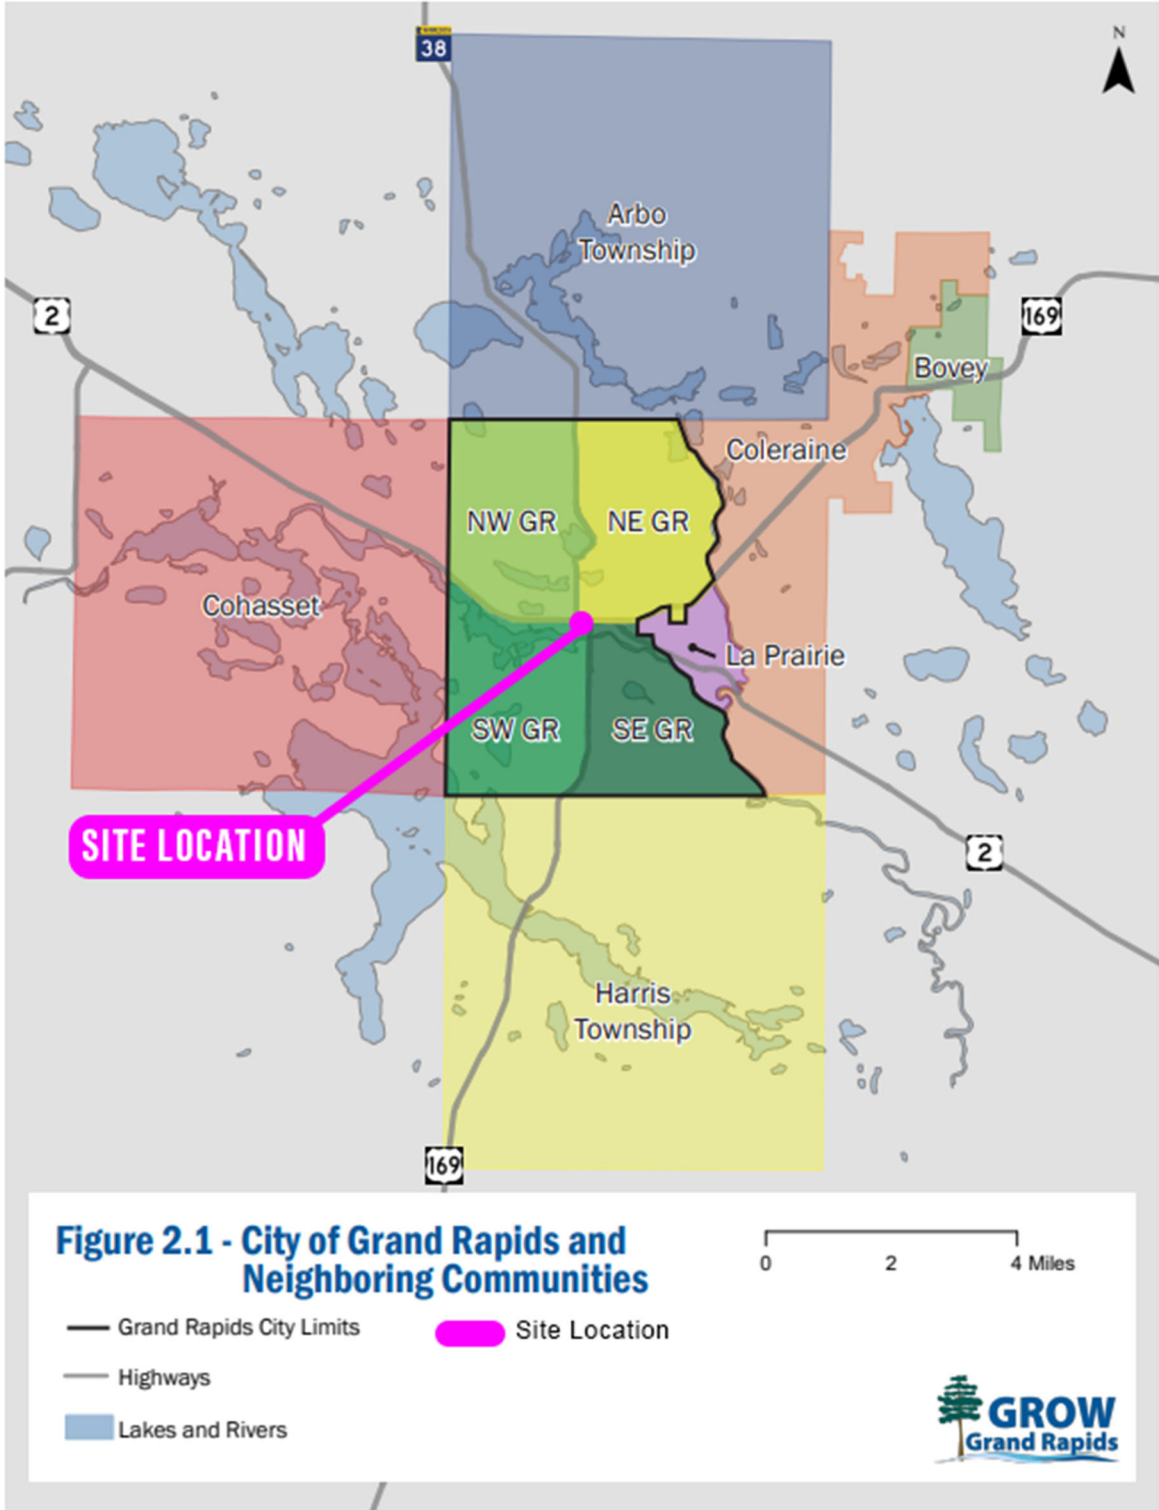 N
38
Arbo
Township
2
169
Bovey
Coleraine
NW GR
NE GR
Cohasset
La Prairie
SW GR
SE GR
SITE LOCATION
2
Harris
Township
169
Figure 2.1 - City of Grand Rapids and
Neighboring Communities
0 2 4 Miles
Grand Rapids City Limits
Site Location
Highways
Lakes and Rivers
GROW
Grand Rapids